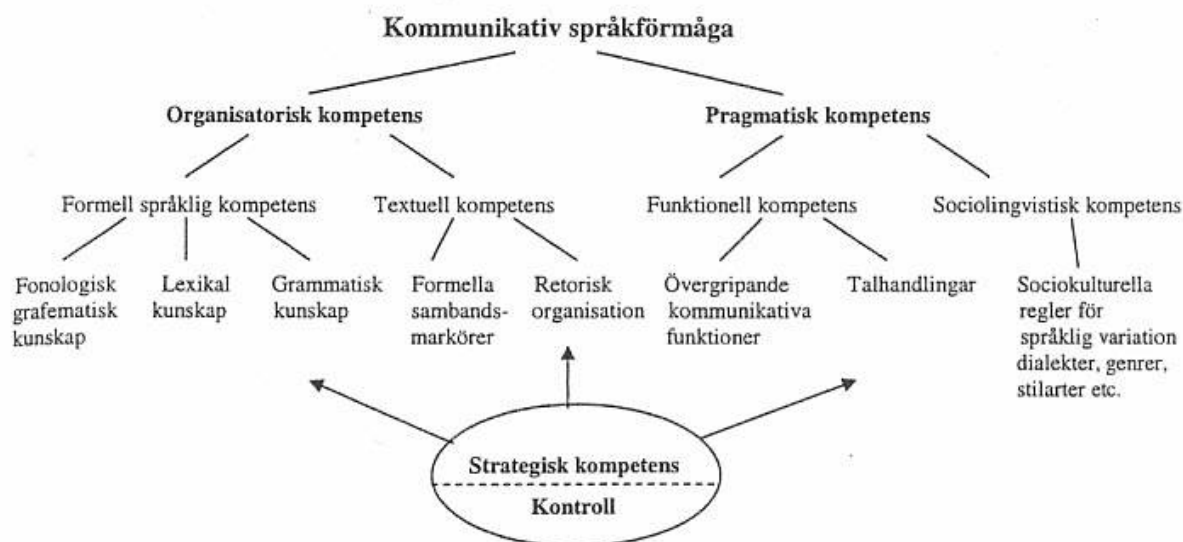 Kommunikativ språkförmåga
Organisatorisk kompetens
Pragmatisk kompetens
Formell språklig kompetens
Textuell kompetens
Funktionell kompetens
Sociolingvistisk kompetens
Fonologisk
grafematisk
kunskap
Lexikal
kunskap
Grammatisk
kunskap
Formella
sambands-
markörer
Retorisk
organisation
Övergripande
kommunikativa
funktioner
Talhandlingar
Sociokulturella
regler för
språklig variation
dialekter, genrer,
stilarter etc.
Strategisk kompetens
Kontroll